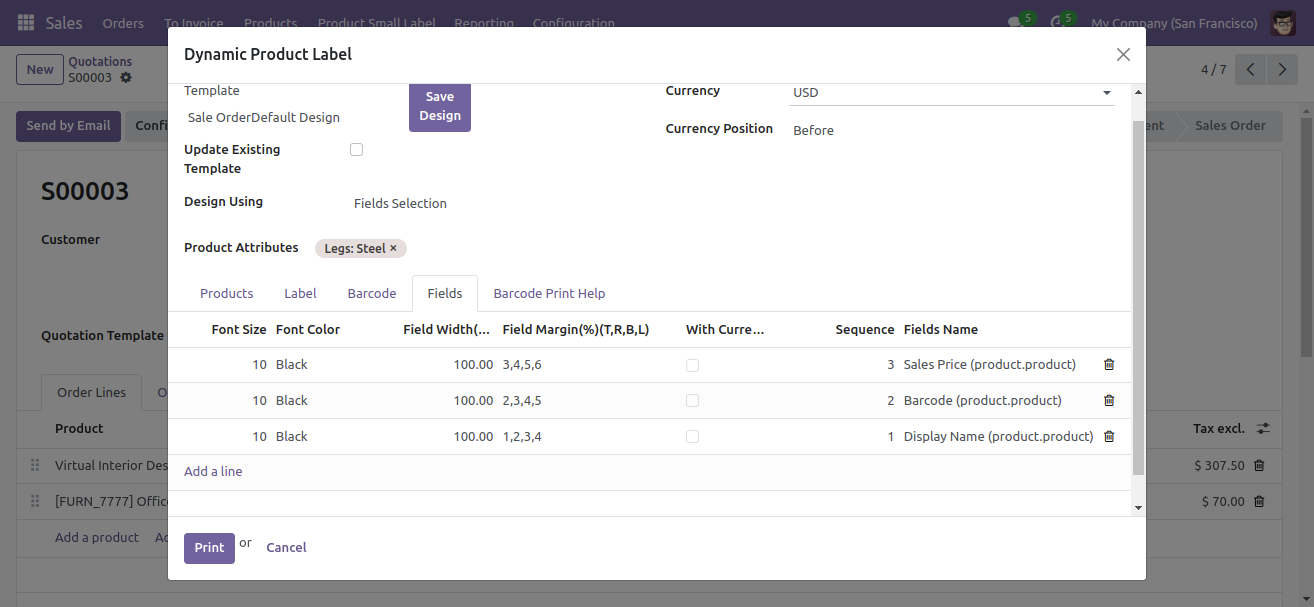 Sales Orders To Invoice Products Product Small Label Reporting Configuration 5 5 My Company (San Francisco)
New Quotations
S00003
4 / 7
Send by Email Confi
ent Sales Order
S00003
Customer
Quotation Template
Order Lines O
Product
Tax excl.
Virtual Interior Des
$ 307.50
[FURN_7777] Offic
$ 70.00
Add a product Ad
Dynamic Product Label
Template
Sale OrderDefault Design
Save
Design
Currency USD
Currency Position Before
Update Existing
Template
Design Using Fields Selection
Product Attributes Legs: Steel ×
Products Label Barcode Fields Barcode Print Help
Font Size Font Color Field Width(... Field Margin(%)(T,R,B,L) With Curre... Sequence Fields Name
10 Black 100.00 3,4,5,6 3 Sales Price (product.product)
10 Black 100.00 2,3,4,5 2 Barcode (product.product)
10 Black 100.00 1,2,3,4 1 Display Name (product.product)
Add a line
Print or Cancel